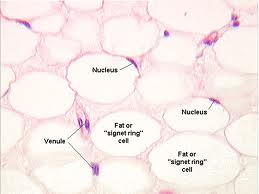 Nucleus
Nucleus
Venule
Fat or
"signet ring"
cell
Fat or
"signet ring"
cell